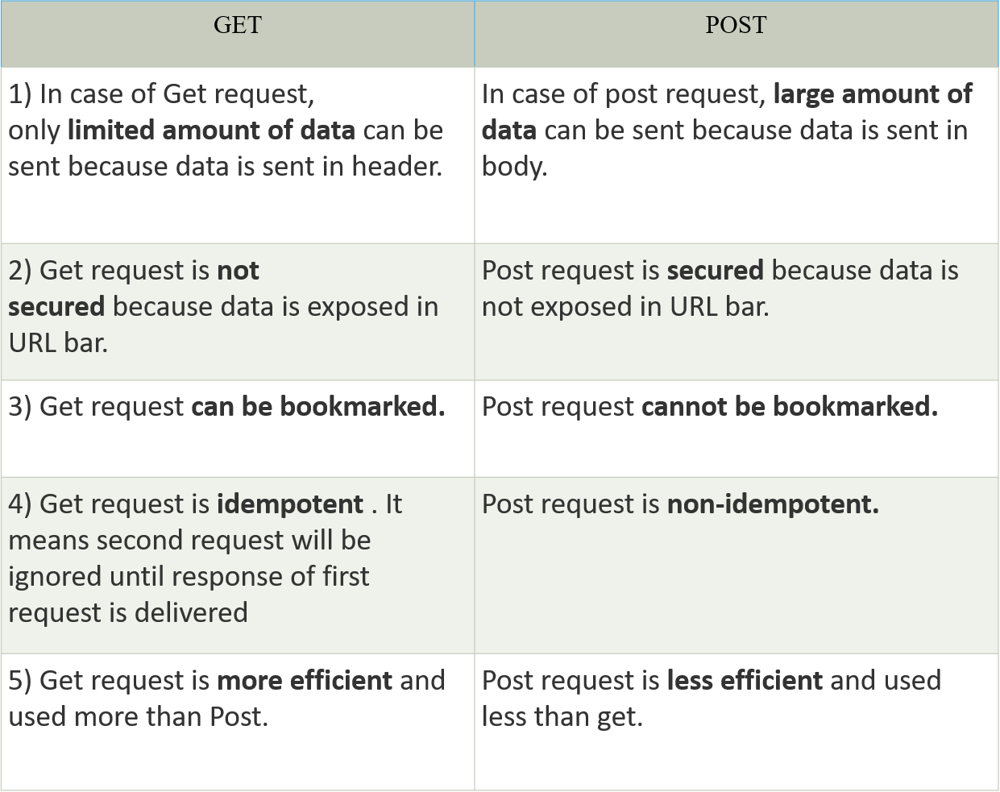 GET
POST
1) In case of Get request,
only limited amount of data can be
sent because data is sent in header.
In case of post request, large amount of
data can be sent because data is sent in
body.
2) Get request is not
secured because data is exposed in
URL bar.
Post request is secured because data is
not exposed in URL bar.
3) Get request can be bookmarked.
Post request cannot be bookmarked.
4) Get request is idempotent . It
means second request will be
ignored until response of first
request is delivered
Post request is non-idempotent.
5) Get request is more efficient and
used more than Post.
Post request is less efficient and used
less than get.